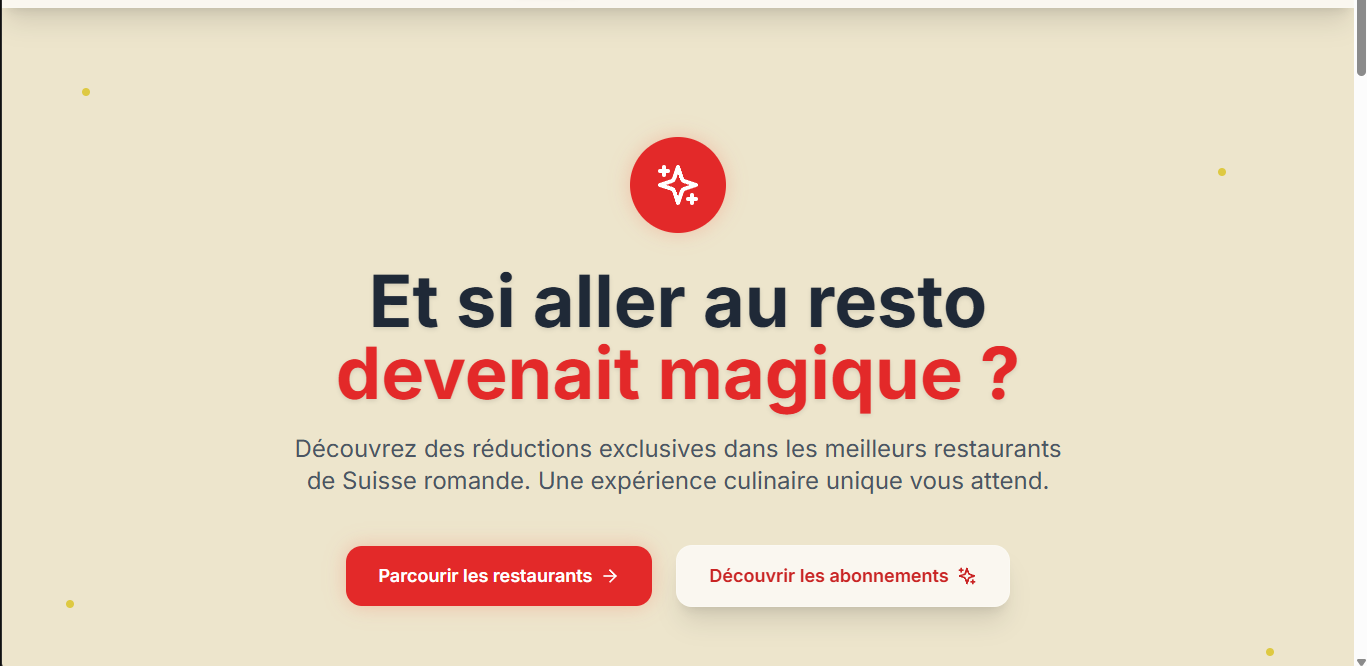 Et si aller au resto
devenait magique ?
Découvrez des réductions exclusives dans les meilleurs restaurants
de Suisse romande. Une expérience culinaire unique vous attend.
Parcourir les restaurants
Découvrir les abonnements